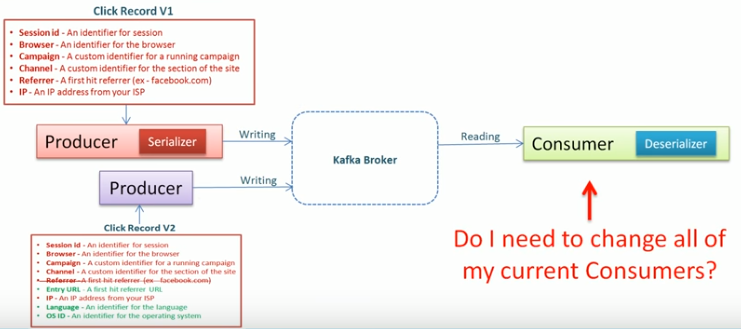 Click Record V1
• Session id - An identifier for session
• Browser - An identifier for the browser
• Campaign - A custom identifier for a running campaign
• Channel - A custom identifier for the section of the site
• Referrer - A first hit referrer (ex - facebook.com)
• IP - An IP address from your ISP
Producer
Serializer
Writing
Kafka Broker
Reading
Consumer
Deserializer
Producer
Writing
Click Record V2
• Session Id - An identifier for session
• Browser - An identifier for the browser
• Campaign - A custom identifier for a running campaign
• Channel - A custom identifier for the section of the site
• Referrer - A first hit referrer (ex - facebook.com)
• Entry URL - A first hit referrer URL
• IP - An IP address from your ISP
• Language - An identifier for the language
• OS ID - An identifier for the operating system
Do I need to change all of
my current Consumers?